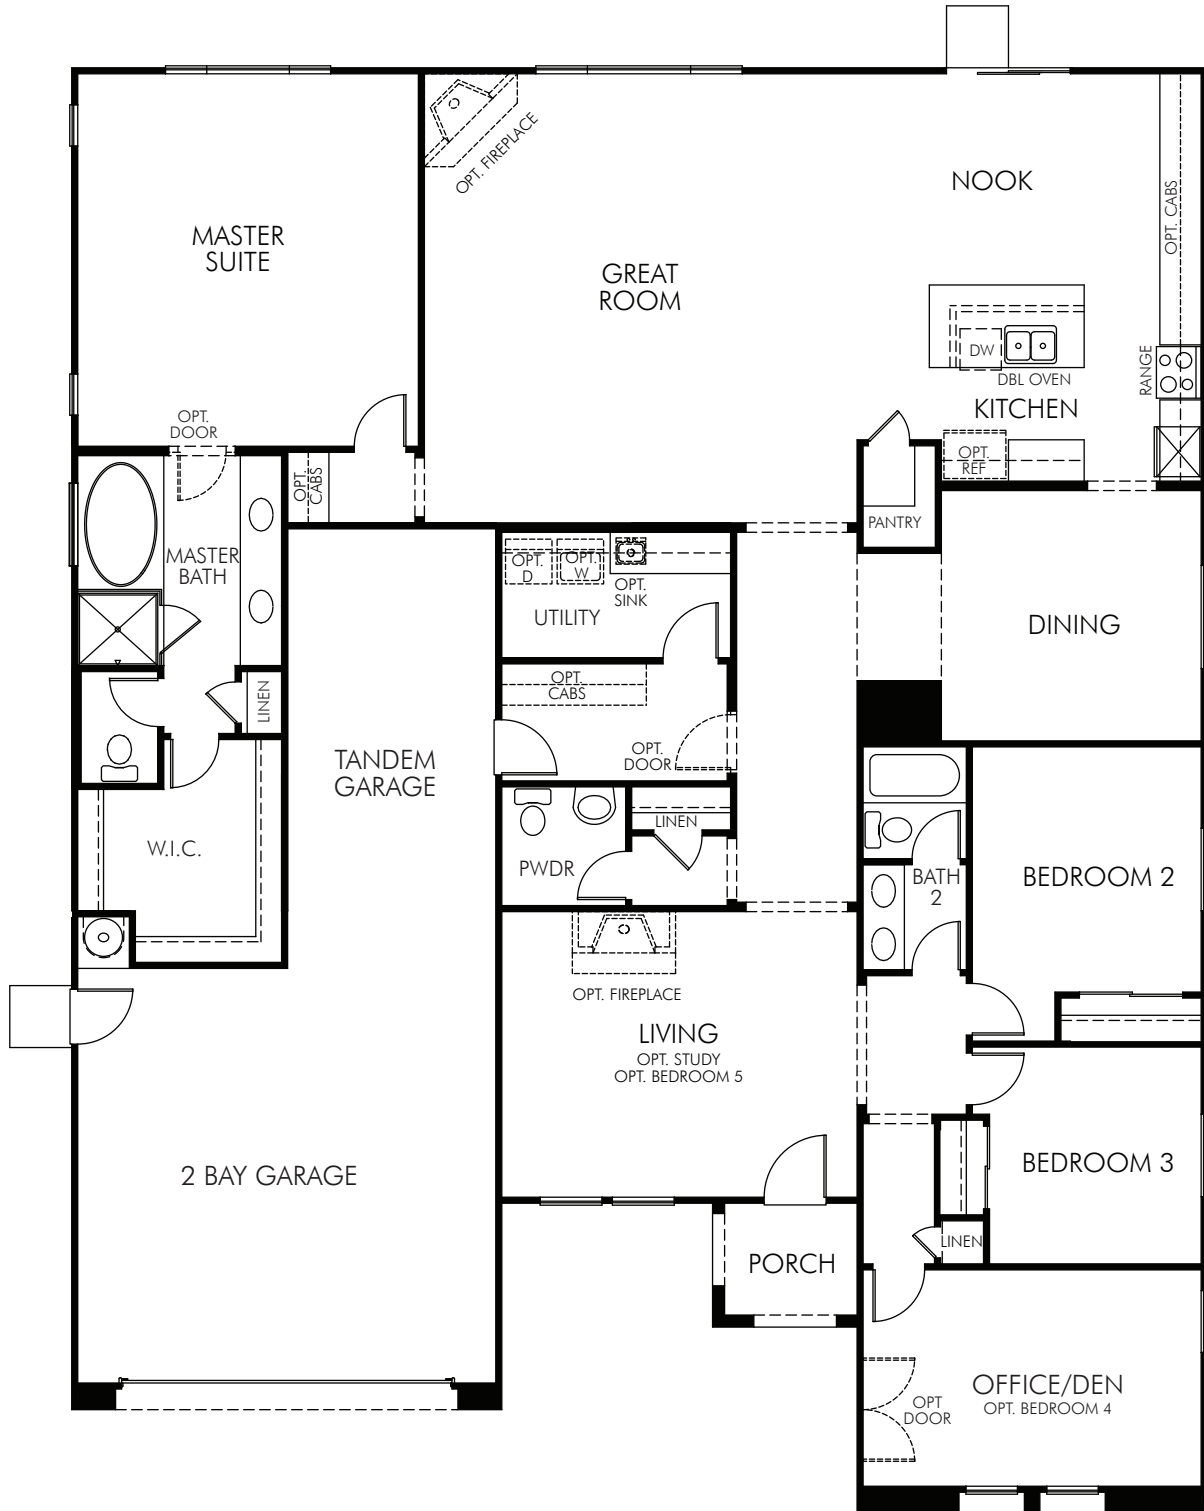 OPT. FIREPLACE
NOOK
OPT. CABS
MASTER
SUITE
GREAT
ROOM
DW
DBL OVEN
RANGE
KITCHEN
OPT.
DOOR
OPT.
REF
OPT.
CABS
PANTRY
MASTER
BATH
OPT.
D
OPT.
W
OPT.
SINK
UTILITY
DINING
LINEN
OPT.
CABS
OPT.
DOOR
TANDEM
GARAGE
W.I.C.
PWDR
LINEN
BATH
2
BEDROOM 2
OPT. FIREPLACE
LIVING
OPT. STUDY
OPT. BEDROOM 5
2 BAY GARAGE
BEDROOM 3
LINEN
PORCH
OFFICE/DEN
OPT. BEDROOM 4
OPT
DOOR